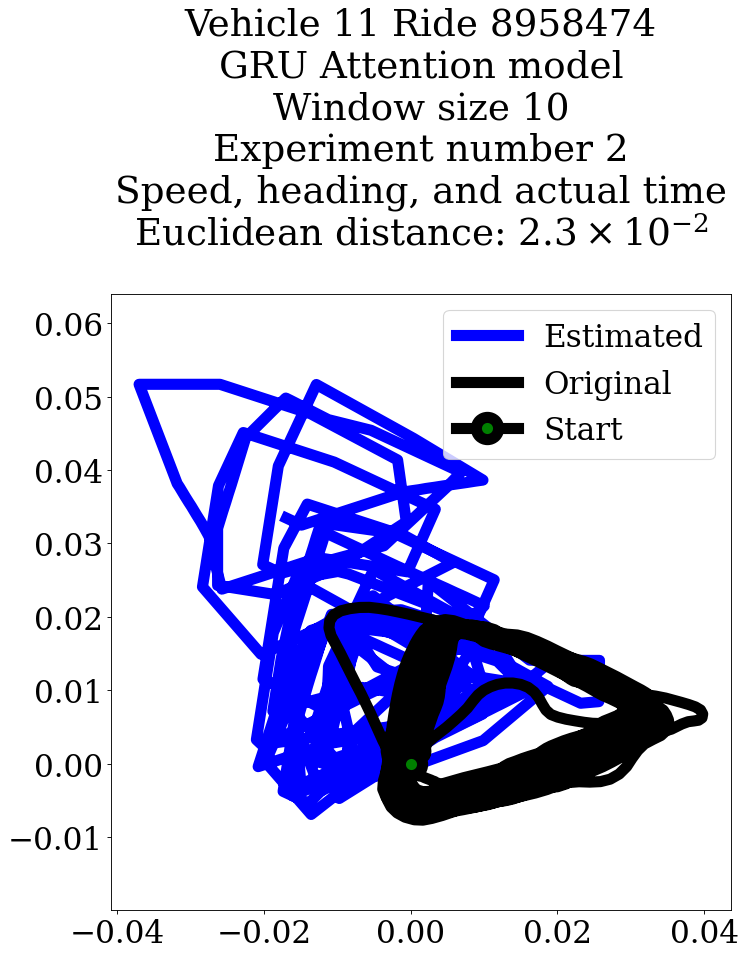 Vehicle 11 Ride 8958474
GRU Attention model
Window size 10
Experiment number 2
Speed, heading, and actual time
Euclidean distance: 2.3 × 10⁻²
Estimated
Original
Start
0.06
0.05
0.04
0.03
0.02
0.01
0.00
−0.01
−0.04 −0.02 0.00 0.02 0.04